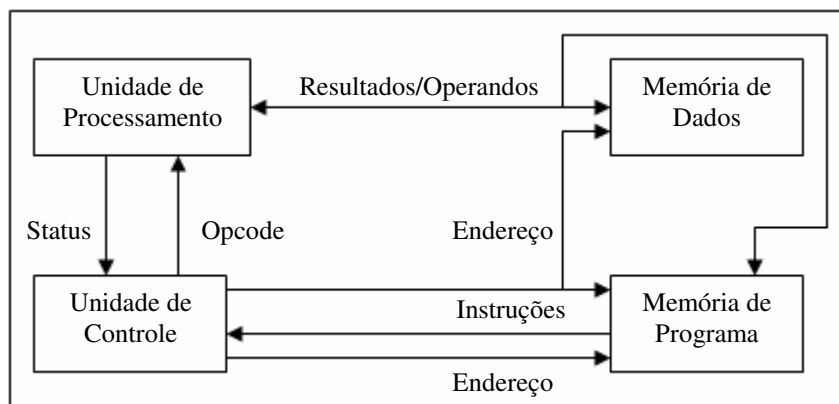 Unidade de
Processamento
Resultados/Operandos
Memória de
Dados
Status
Opcode
Endereço
Unidade de
Controle
Instruções
Memória de
Programa
Endereço